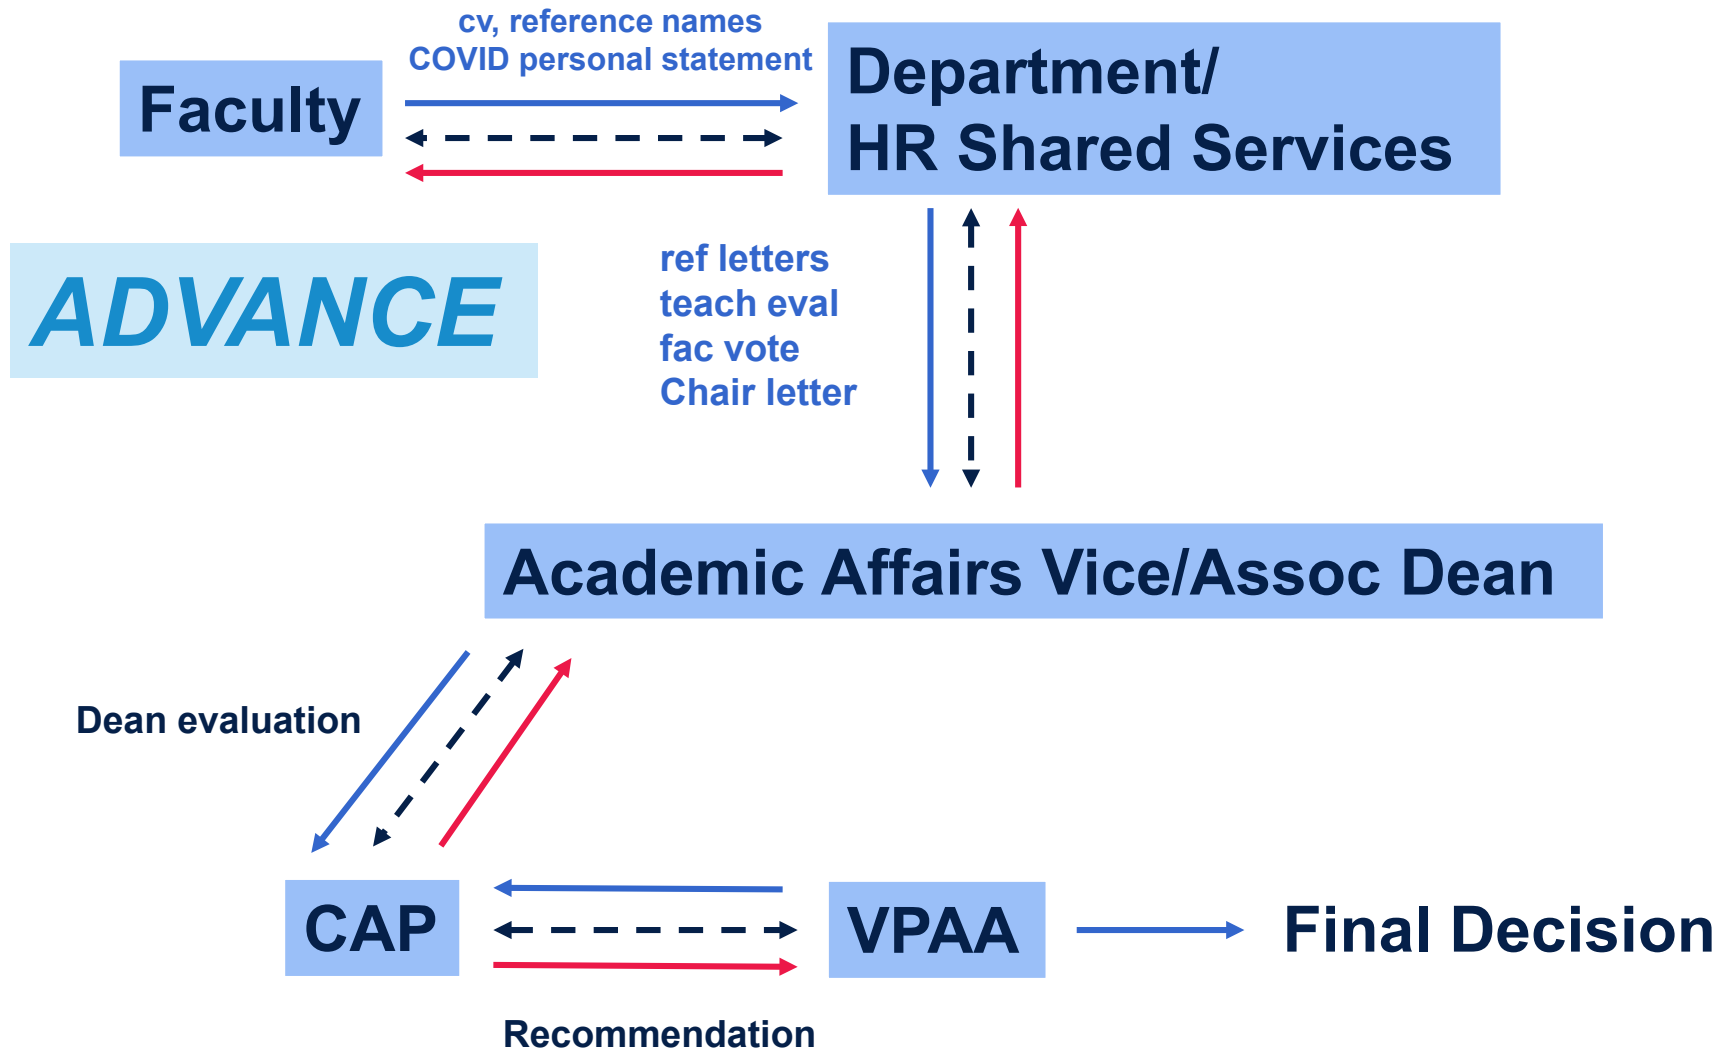 cv, reference names
COVID personal statement
Faculty
Department/
HR Shared Services
ADVANCE
ref letters
teach eval
fac vote
Chair letter
Academic Affairs Vice/Assoc Dean
Dean evaluation
CAP
VPAA
Final Decision
Recommendation